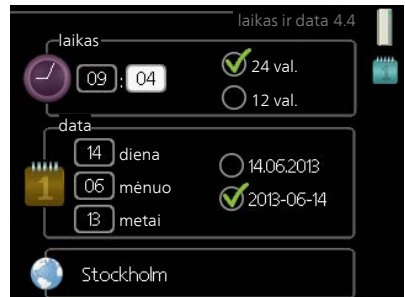 laikas ir data 4.4
laikas
09 : 04
24 val.
12 val.
data
14 diena
06 mėnuo
13 metai
14.06.2013
2013-06-14
1
Stockholm